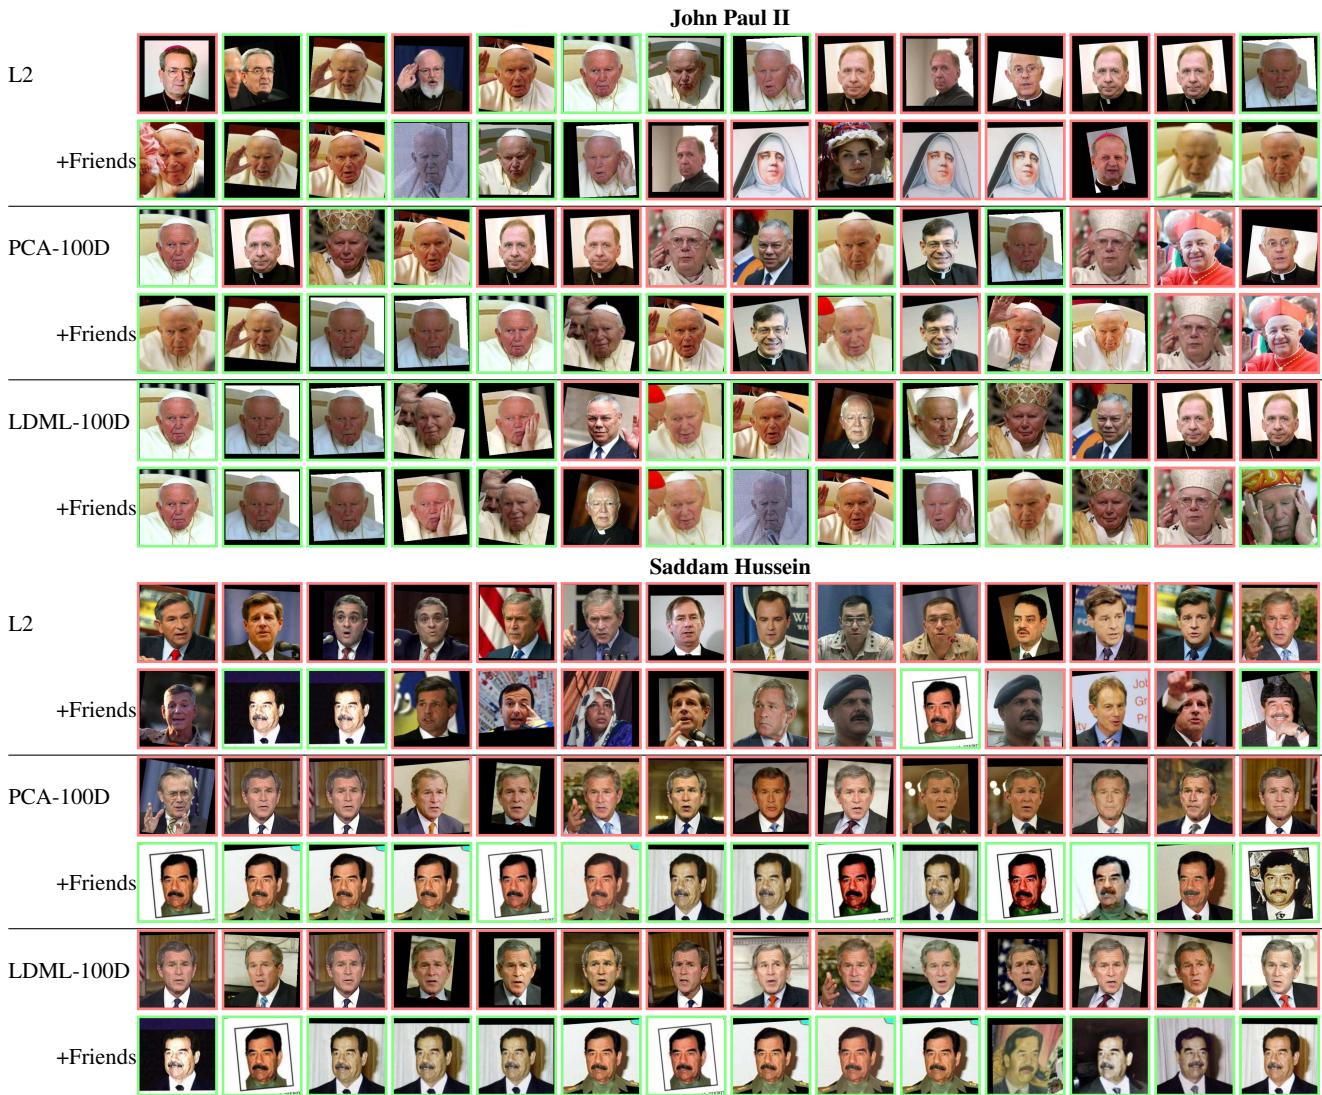 John Paul II
L2
+Friends
PCA-100D
+Friends
LDML-100D
+Friends
Saddam Hussein
L2
+Friends
PCA-100D
+Friends
LDML-100D
+Friends